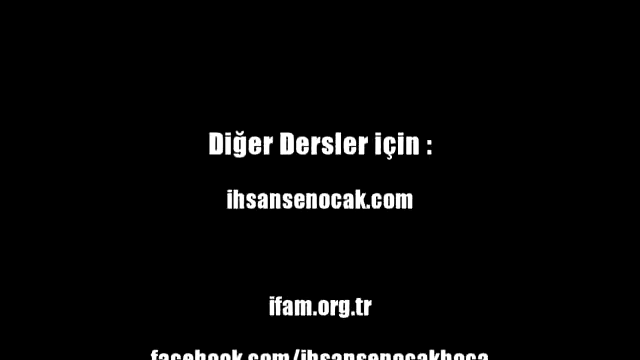 Diğer Dersler için :
ihsansenocak.com
ifam.org.tr
facebook.com/ihsansenocakhoca